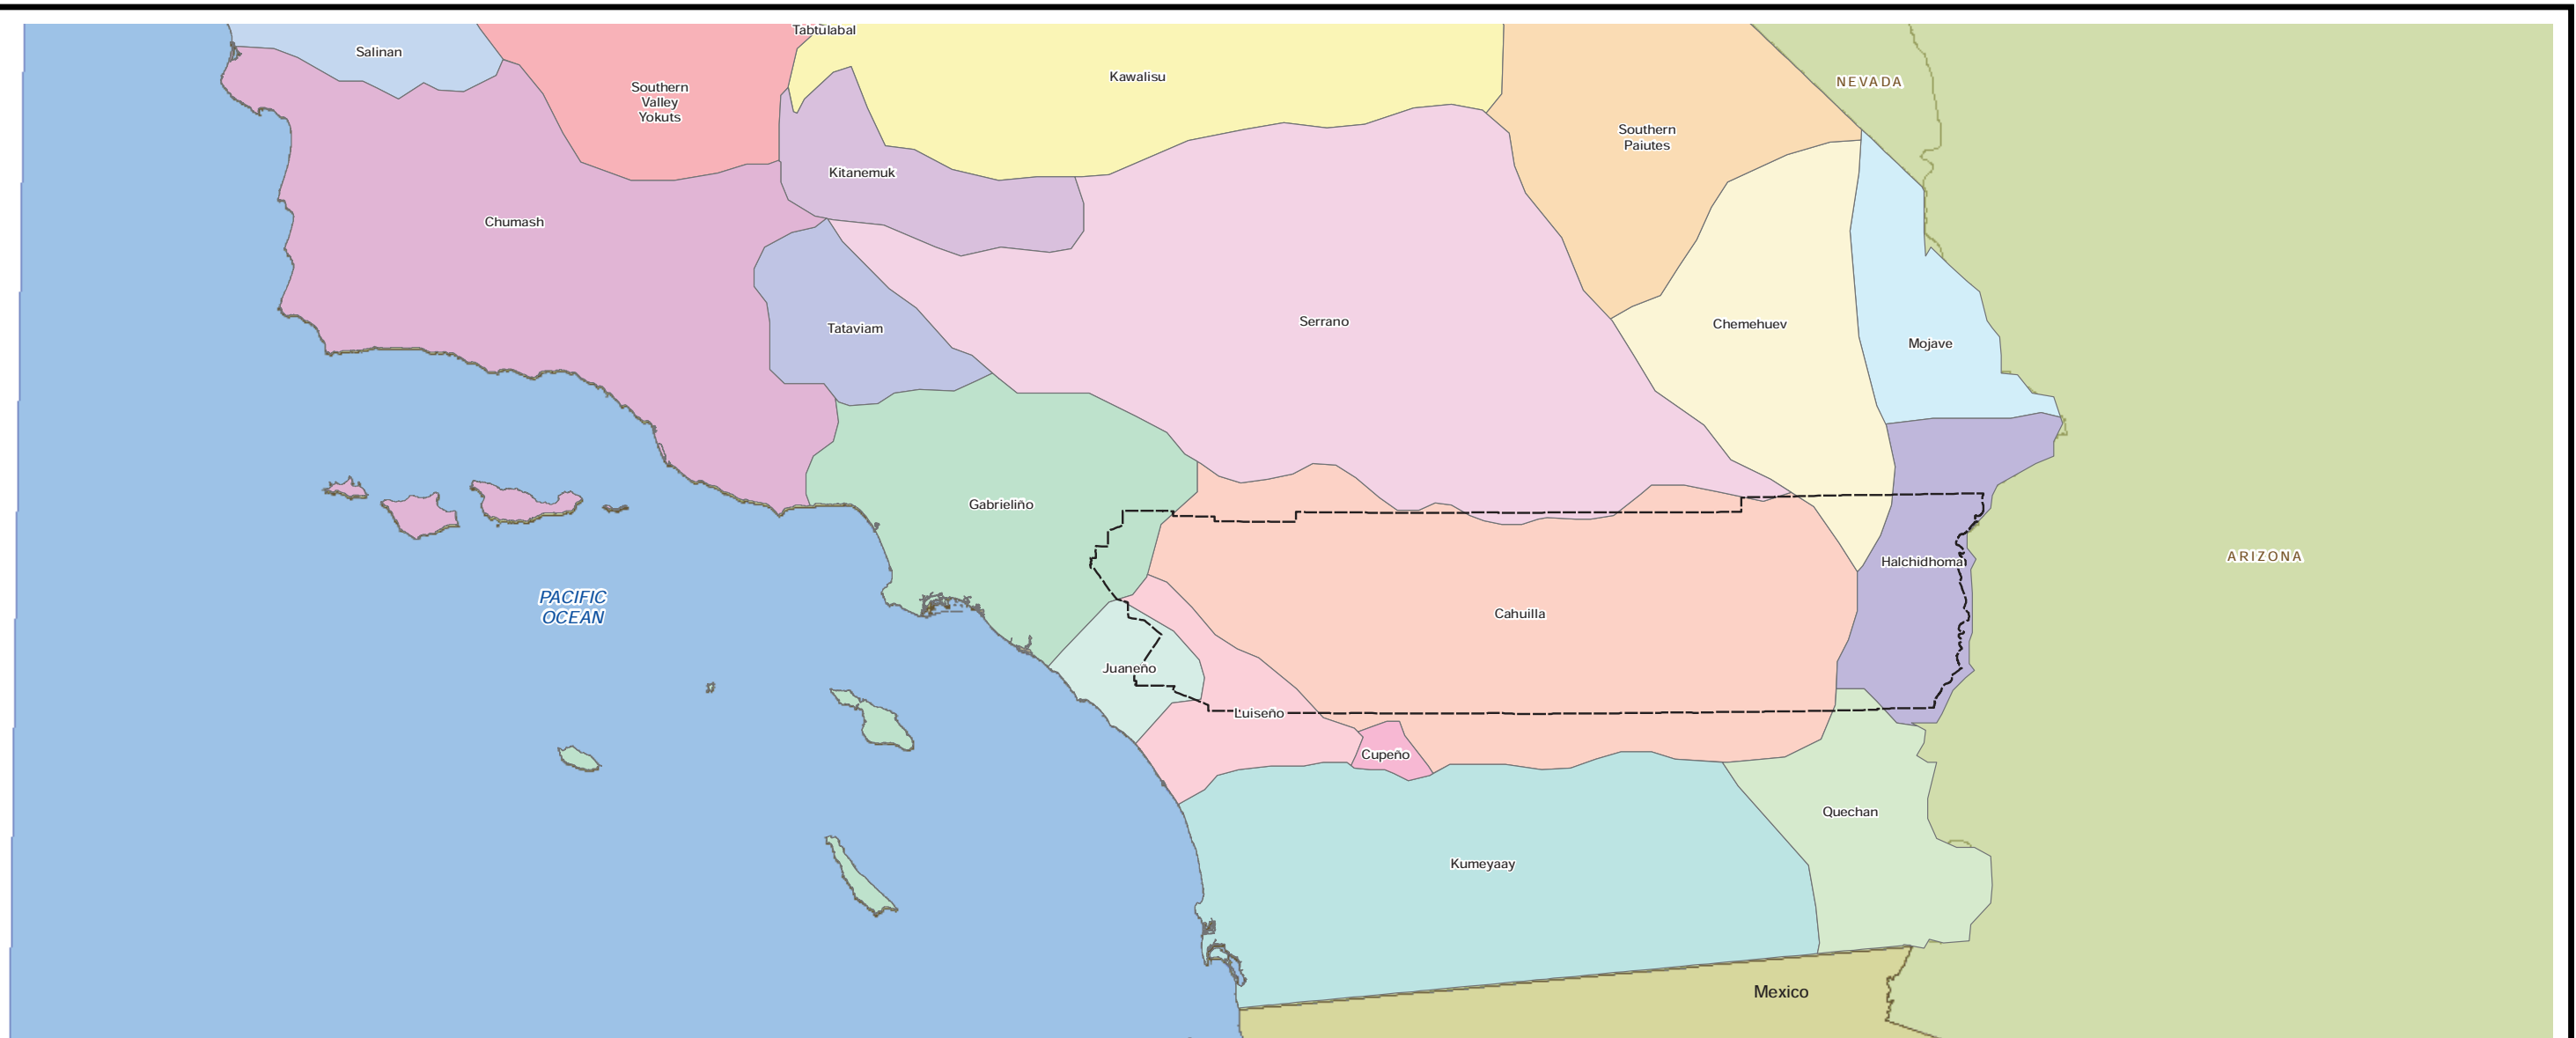 Tabtulabal
Salinan
Kawalisu
NEVADA
Southern
Valley
Yokuts
Southern
Paiutes
Kitanemuk
Chumash
Serrano
Chemehuev
Tataviam
Mojave
Gabrieliño
ARIZONA
Halchidhoma
PACIFIC
OCEAN
Cahuilla
Juaneño
Luiseño
Cupeño
Quechan
Kumeyaay
Mexico